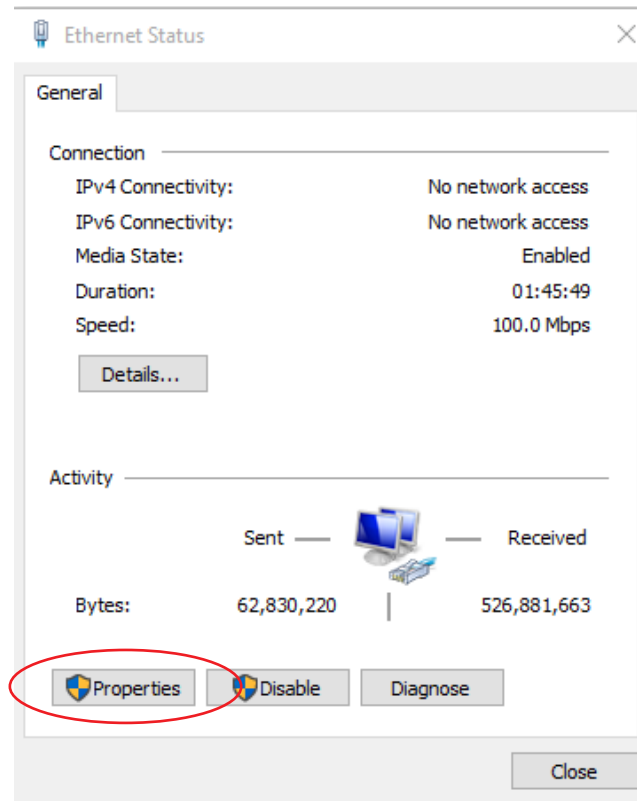 Ethernet Status
General
Connection
IPv4 Connectivity: No network access
IPv6 Connectivity: No network access
Media State: Enabled
Duration: 01:45:49
Speed: 100.0 Mbps
Details...
Activity
Sent Received
Bytes: 62,830,220 526,881,663
Properties Disable Diagnose
Close